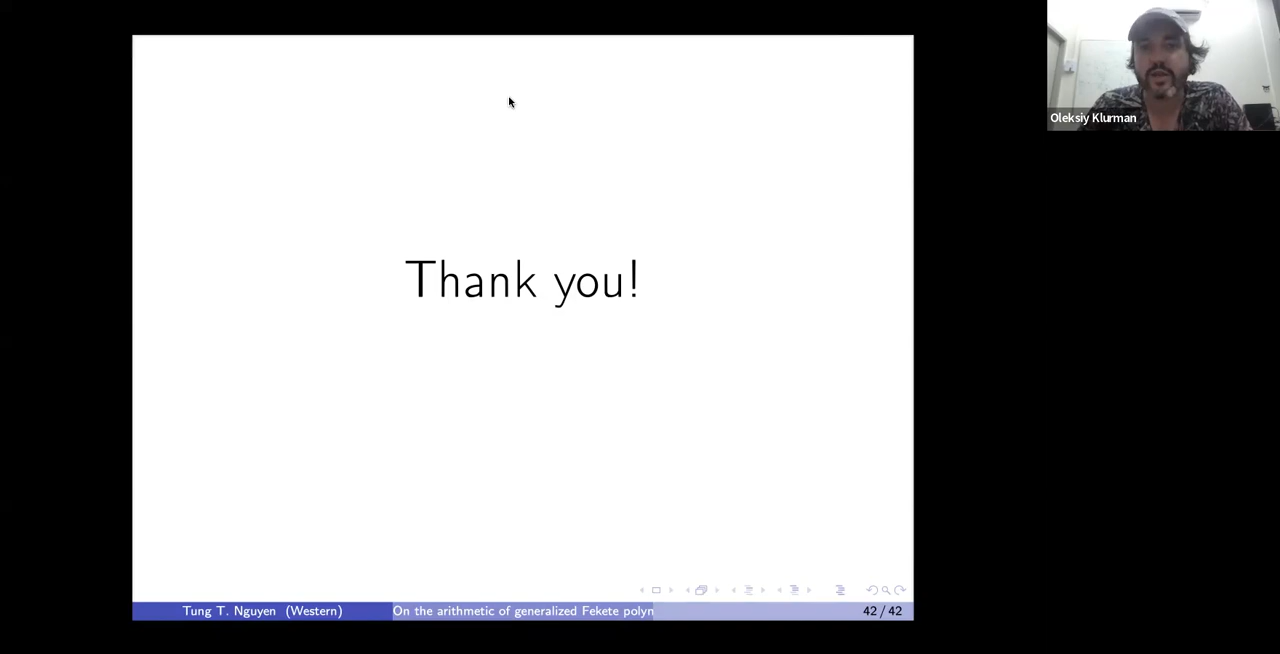 Oleksiy Klurman
Thank you!
Tung T. Nguyen (Western)
On the arithmetic of generalized Fekete polyn
42 / 42